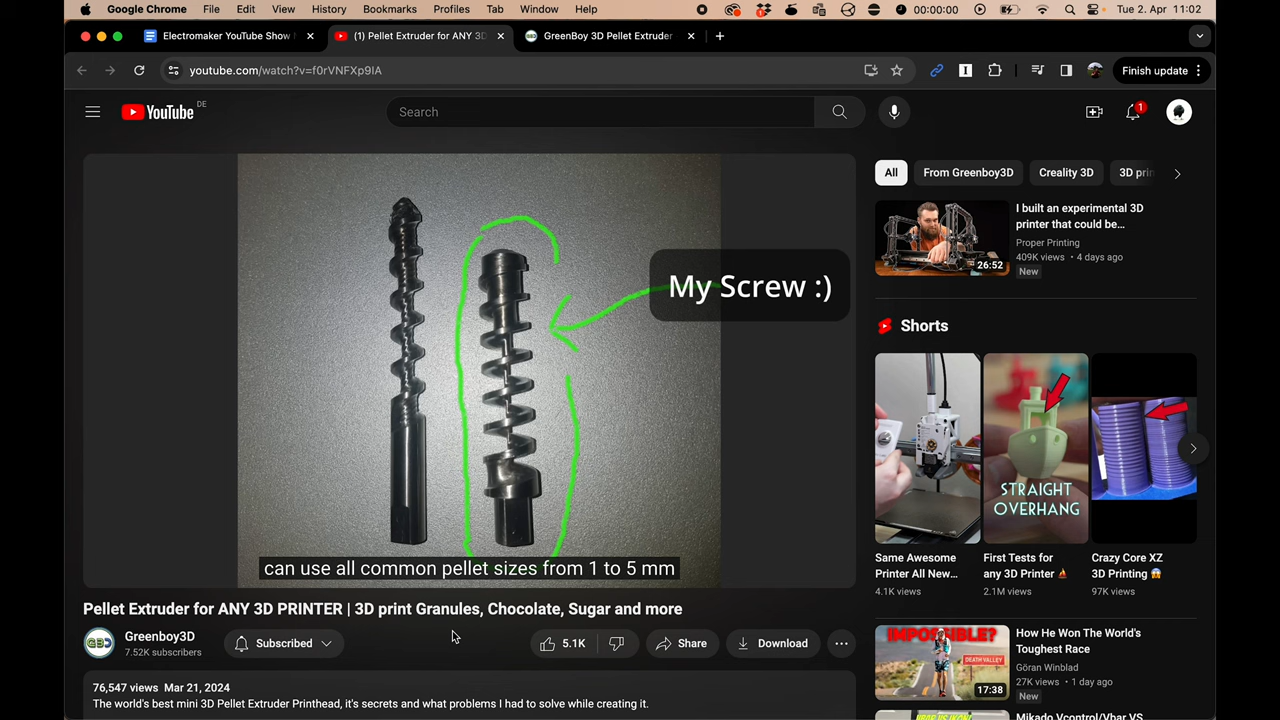 Google Chrome File Edit View History Bookmarks Profiles Tab Window Help 00:00:00 Tue 2. Apr 11:02
Electromaker YouTube Show (1) Pellet Extruder for ANY 3D GreenBoy 3D Pellet Extruder
youtube.com/watch?v=f0rVNFXp9IA Finish update
YouTube DE Search 1
My Screw :)
can use all common pellet sizes from 1 to 5 mm
Pellet Extruder for ANY 3D PRINTER | 3D print Granules, Chocolate, Sugar and more
Greenboy3D
7.52K subscribers
Subscribed 5.1K Share Download
76,547 views Mar 21, 2024
The world's best mini 3D Pellet Extruder Printhead, it's secrets and what problems I had to solve while creating it.
All From Greenboy3D Creality 3D 3D prin
I built an experimental 3D
printer that could be...
Proper Printing
409K views • 4 days ago
New
26:52
Shorts
STRAIGHT
OVERHANG
Same Awesome
Printer All New...
4.1K views
First Tests for
any 3D Printer
2.1M views
Crazy Core XZ
3D Printing
97K views
IMPOSSIBLE?
DEATH VALLEY
17:38
How He Won The World's
Toughest Race
Göran Winblad
27K views • 1 day ago
New
Mikado Vcontrol/Vbar VS